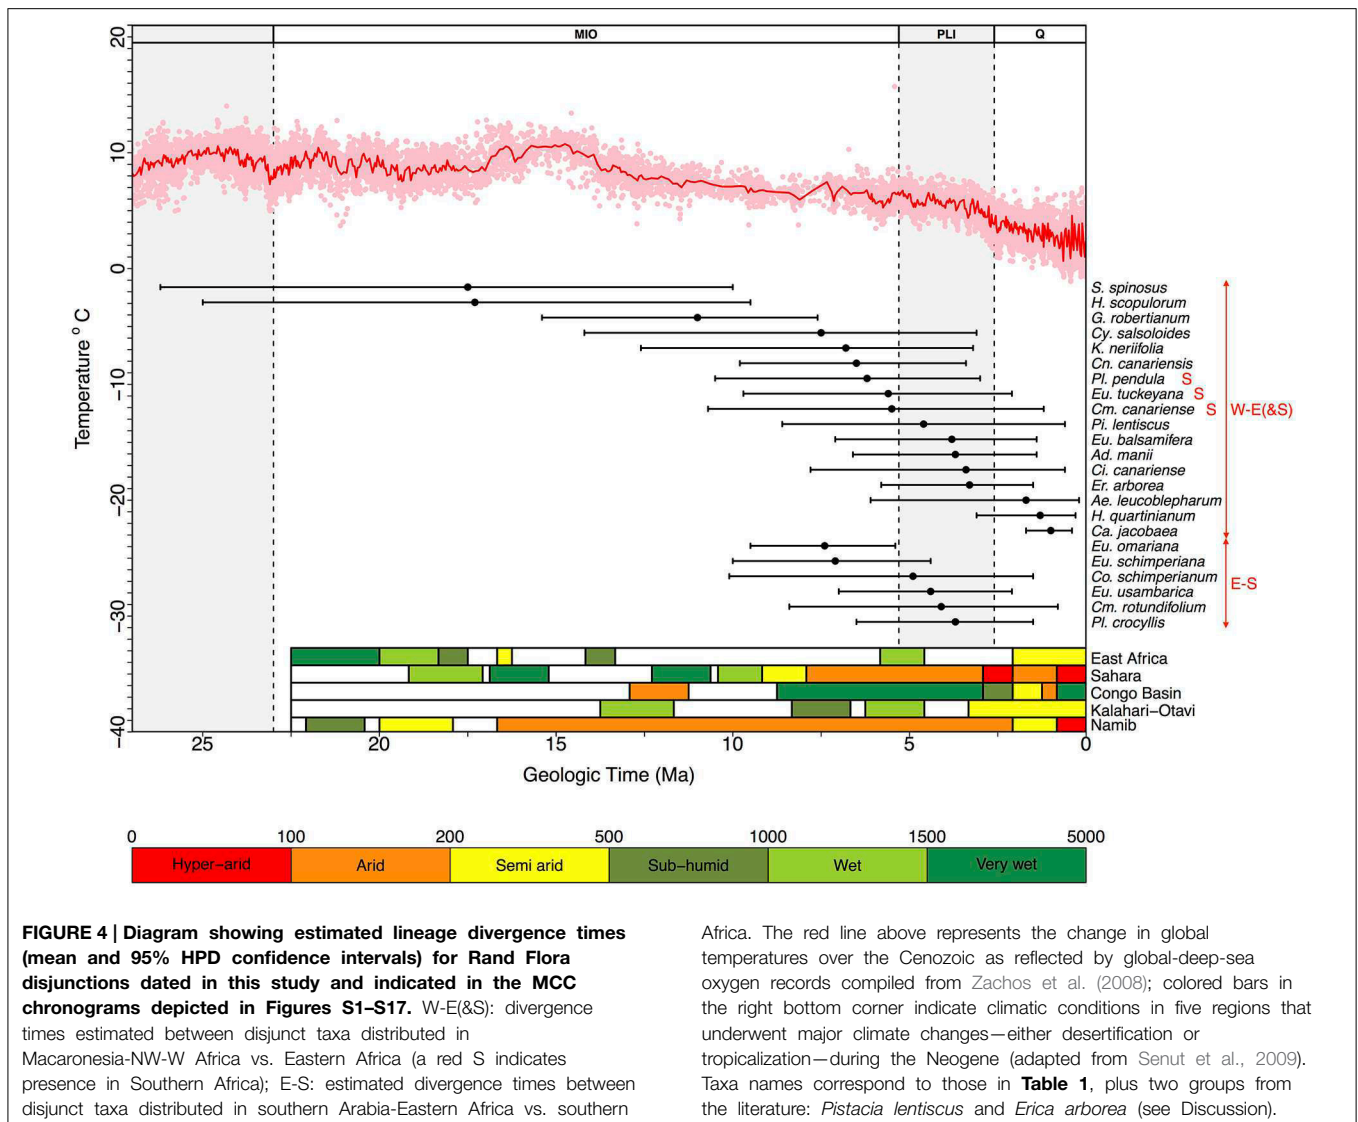 MIO PLI Q
20
10
0
−10
−20
−30
−40
Temperature ° C
S. spinosus
H. scopulorum
G. robertianum
Cy. salsoloides
K. neriifolia
Cn. canariensis
Pl. pendula S
Eu. tuckeyana S
Cm. canariense S W-E(&S)
Pi. lentiscus
Eu. balsamifera
Ad. manii
Ci. canariense
Er. arborea
Ae. leucoblepharum
H. quartinianum
Ca. jacobaea
Eu. omariana
Eu. schimperiana
Co. schimperianum
E-S
Eu. usambarica
Cm. rotundifolium
Pl. crocyllis
East Africa
Sahara
Congo Basin
Kalahari−Otavi
Namib
25 20 15 10 5 0
Geologic Time (Ma)
0 100 200 500 1000 1500 5000
Hyper−arid Arid Semi arid Sub−humid Wet Very wet
FIGURE 4 | Diagram showing estimated lineage divergence times
(mean and 95% HPD confidence intervals) for Rand Flora
disjunctions dated in this study and indicated in the MCC
chronograms depicted in Figures S1–S17. W-E(&S): divergence
times estimated between disjunct taxa distributed in
Macaronesia-NW-W Africa vs. Eastern Africa (a red S indicates
presence in Southern Africa); E-S: estimated divergence times between
disjunct taxa distributed in southern Arabia-Eastern Africa vs. southern
Africa. The red line above represents the change in global
temperatures over the Cenozoic as reflected by global-deep-sea
oxygen records compiled from Zachos et al. (2008); colored bars in
the right bottom corner indicate climatic conditions in five regions that
underwent major climate changes—either desertification or
tropicalization—during the Neogene (adapted from Senut et al., 2009).
Taxa names correspond to those in Table 1, plus two groups from
the literature: Pistacia lentiscus and Erica arborea (see Discussion).